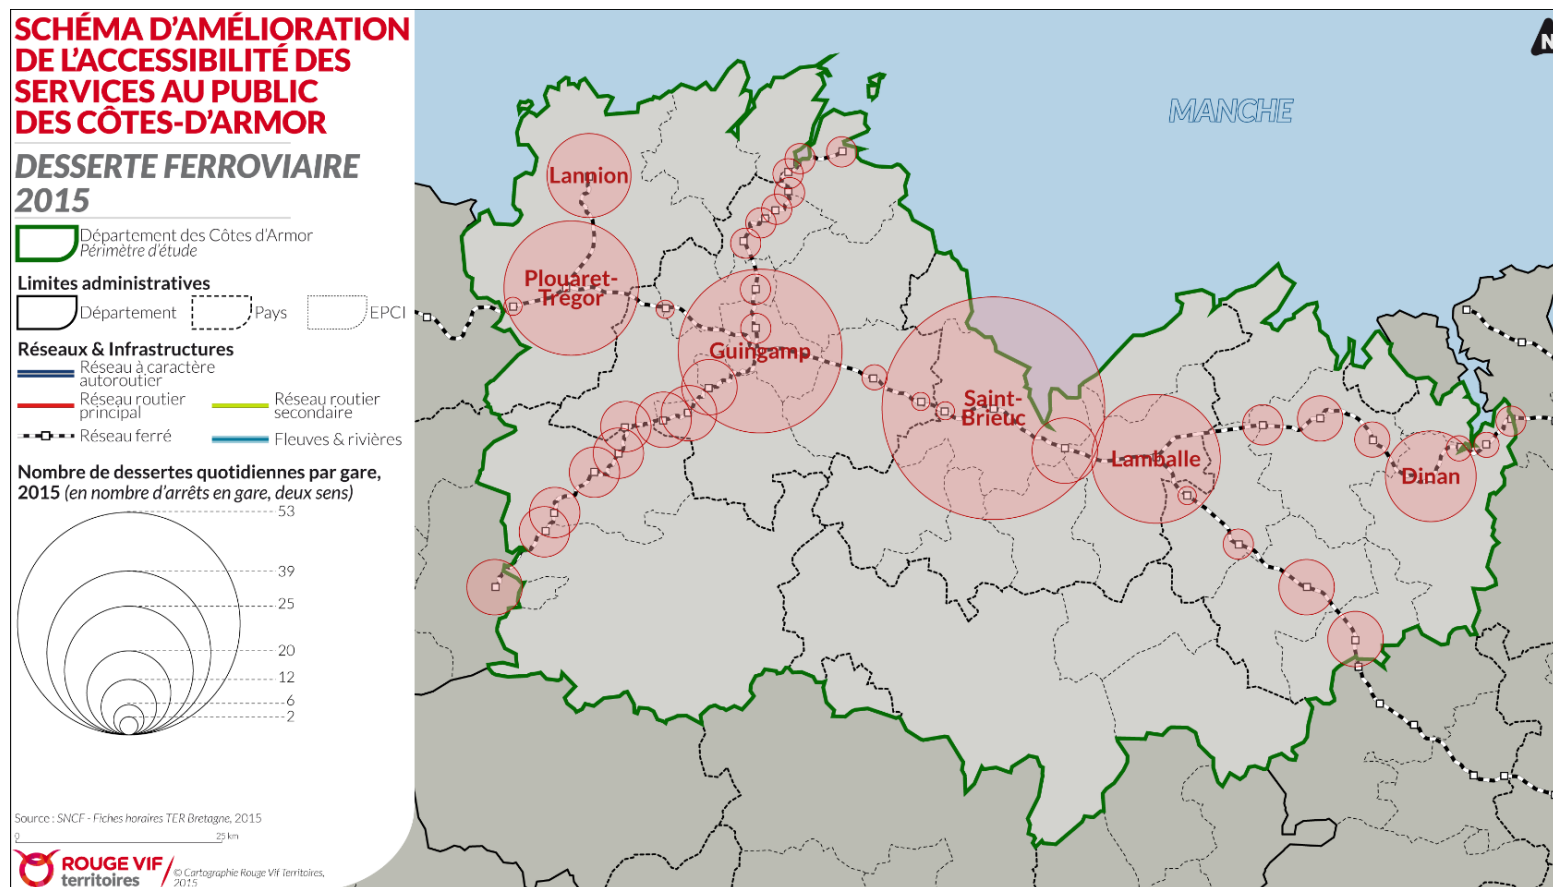 SCHÉMA D'AMÉLIORATION
DE L'ACCESSIBILITÉ DES
SERVICES AU PUBLIC
DES CÔTES-D'ARMOR
DESSERTE FERROVIAIRE
2015
Département des Côtes d'Armor
Périmètre d'étude
Limites administratives
Département
Pays
EPCI
Réseaux & Infrastructures
Réseau à caractère
autoroutier
Réseau routier
principal
Réseau routier
secondaire
Réseau ferré
Fleuves & rivières
Nombre de dessertes quotidiennes par gare,
2015 (en nombre d'arrêts en gare, deux sens)
53
39
25
20
12
6
2
Source : SNCF - Fiches horaires TER Bretagne, 2015
0
25 km
ROUGE VIF
territoires
© Cartographie Rouge Vif Territoires,
2015
N
MANCHE
Lannion
Plouaret-
Trégor
Guingamp
Saint-
Brieuc
Lamballe
Dinan